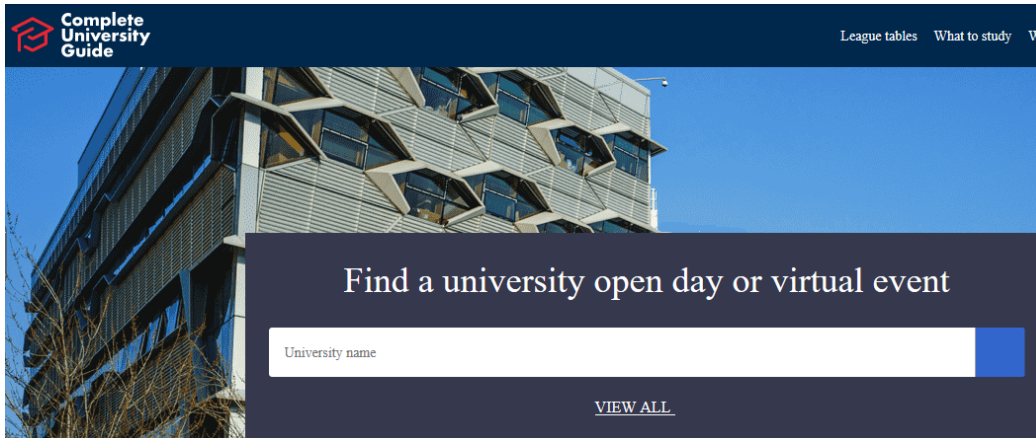 Complete
University
Guide
League tables What to study W
Find a university open day or virtual event
University name
VIEW ALL